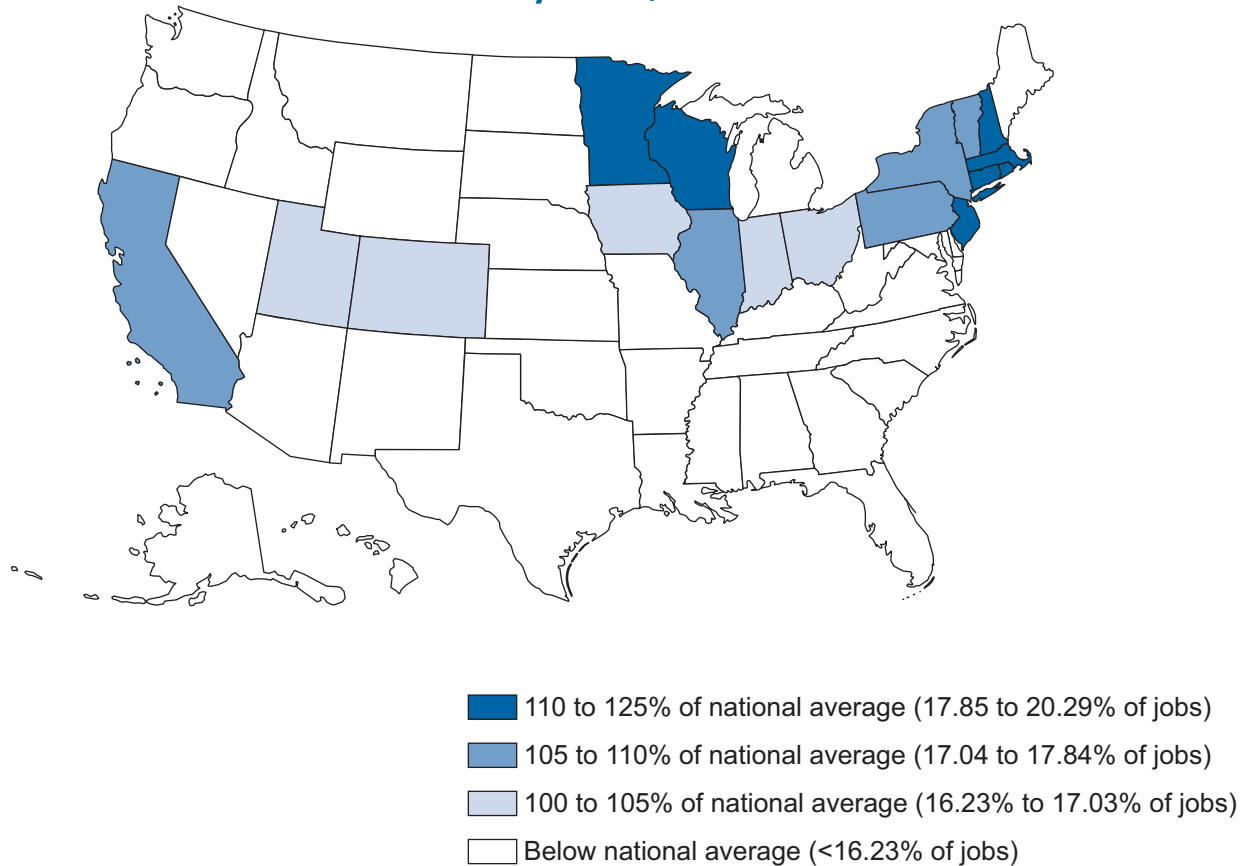 110 to 125% of national average (17.85 to 20.29% of jobs)
105 to 110% of national average (17.04 to 17.84% of jobs)
100 to 105% of national average (16.23% to 17.03% of jobs)
Below national average (<16.23% of jobs)